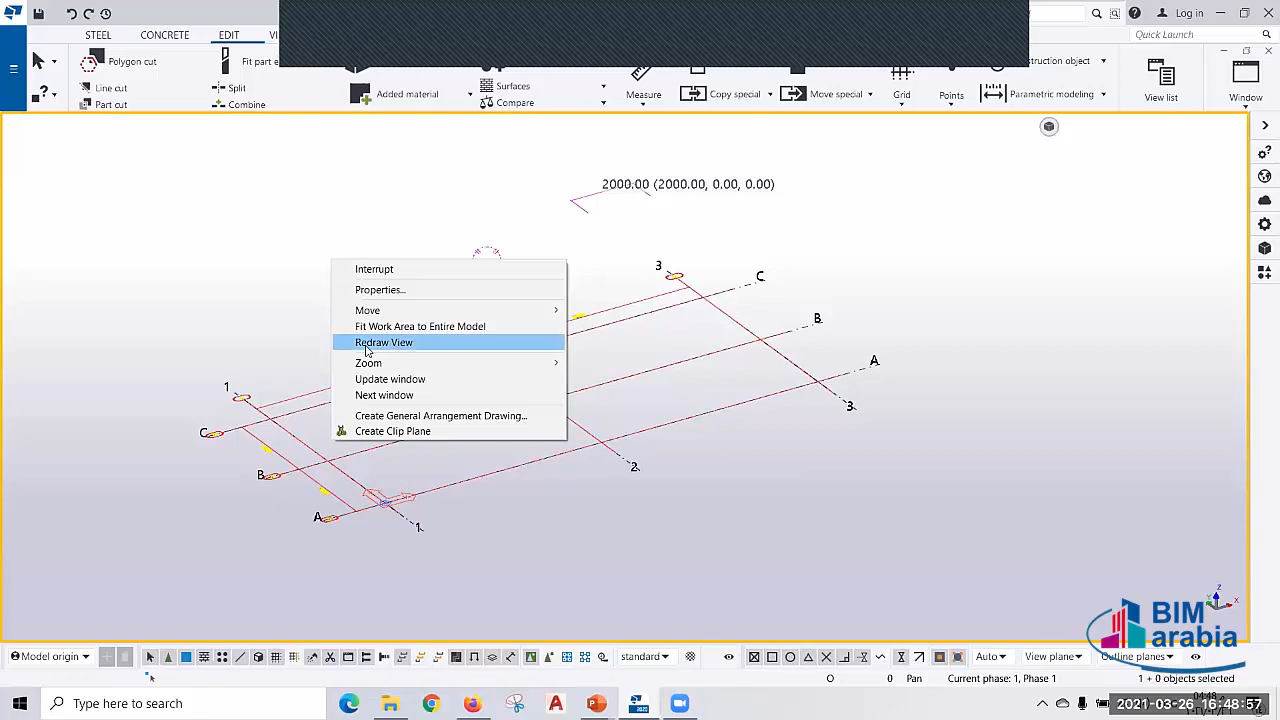 Log in
STEEL CONCRETE EDIT
Quick Launch
Polygon cut
Line cut
Part cut
Split
Combine
Added material
Surfaces
Compare
Measure
Copy special
Move special
Grid
Points
Parametric modeling
View list
Window
2000.00 (2000.00, 0.00, 0.00)
3
C
B
A
3
1
C
B
A
1
2
Interrupt
Properties...
Move
Fit Work Area to Entire Model
Redraw View
Zoom
Update window
Next window
Create General Arrangement Drawing...
Create Clip Plane
Z
X
BIM
arabia
Model origin
standard
Auto
View plane
Outline planes
O
0
Pan
Current phase: 1, Phase 1
1 + 0 objects selected
Type here to search
2021-03-26 16:48:57